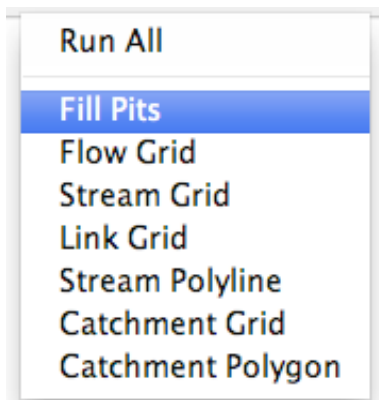 Run All
Fill Pits
Flow Grid
Stream Grid
Link Grid
Stream Polyline
Catchment Grid
Catchment Polygon